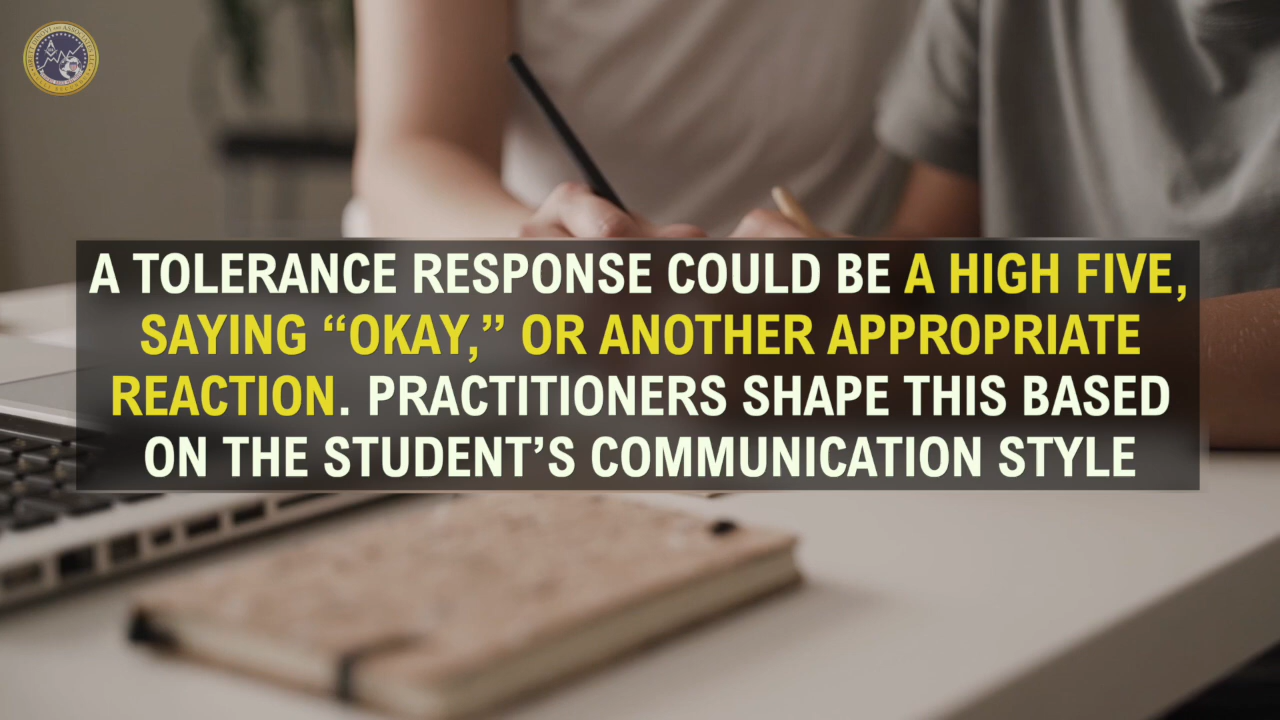 A TOLERANCE RESPONSE COULD BE A HIGH FIVE,
SAYING “OKAY,” OR ANOTHER APPROPRIATE
REACTION. PRACTITIONERS SHAPE THIS BASED
ON THE STUDENT’S COMMUNICATION STYLE